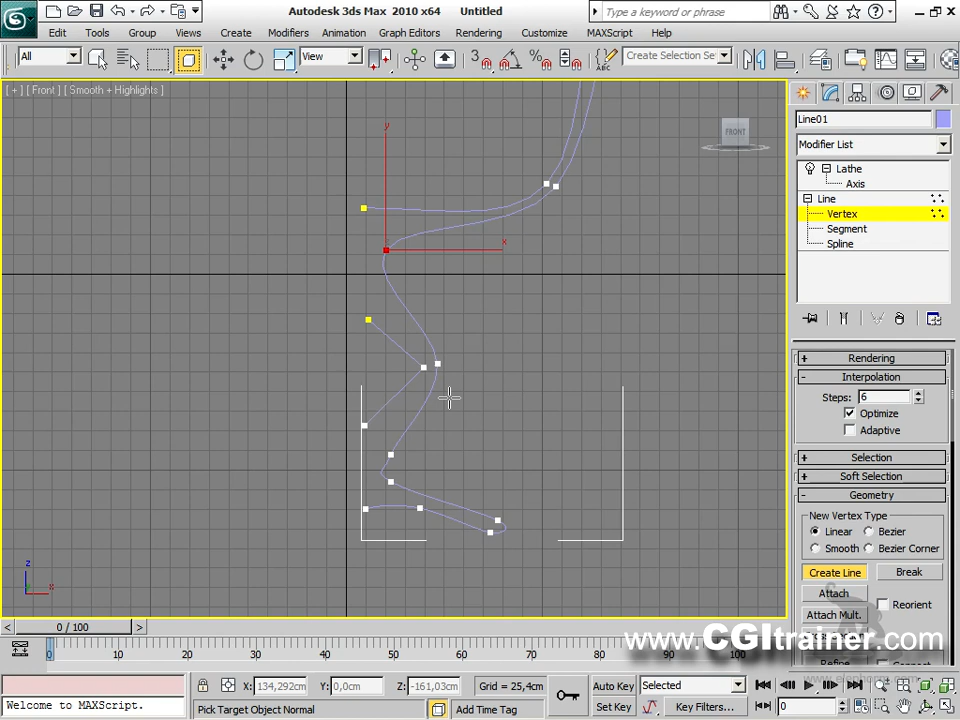 Autodesk 3ds Max 2010 x64 Untitled
Type a keyword or phrase
Edit Tools Group Views Create Modifiers Animation Graph Editors Rendering Customize MAXScript Help
All View 3 Create Selection Se
[ + ] [ Front ] [ Smooth + Highlights ]
FRONT
y
x
z
x
Line01
Modifier List
Lathe
Axis
Line
Vertex
Segment
Spline
+ Rendering
- Interpolation
Steps: 6
Optimize
Adaptive
+ Selection
+ Soft Selection
- Geometry
New Vertex Type
Linear Bezier
Smooth Bezier Corner
Create Line Break
Attach
Reorient
Attach Mult.
< 0 / 100 >
0 10 20 30 40 50 60 70 80 90 100
www.CGItrainer.com
X: 134,292cm Y: 0,0cm Z: -161,03cm Grid = 25,4cm
Auto Key Selected
Welcome to MAXScript.
Pick Target Object Normal
Add Time Tag
Set Key Key Filters... 0